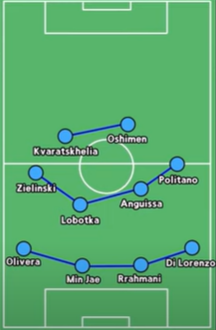 Oshimen
Kvaratskhelia
Politano
Zielinski
Anguissa
Lobotka
Olivera
Di Lorenzo
Min Jae
Rrahmani